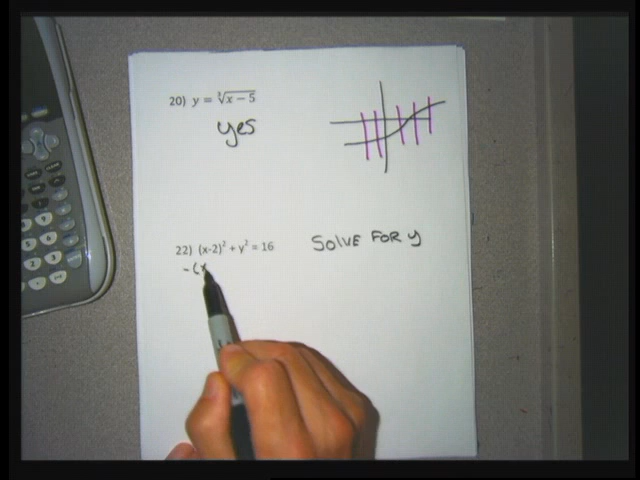 20) y = ∛x − 5
yes
22) (x-2)² + y² = 16
SOLVE FOR y
-(x